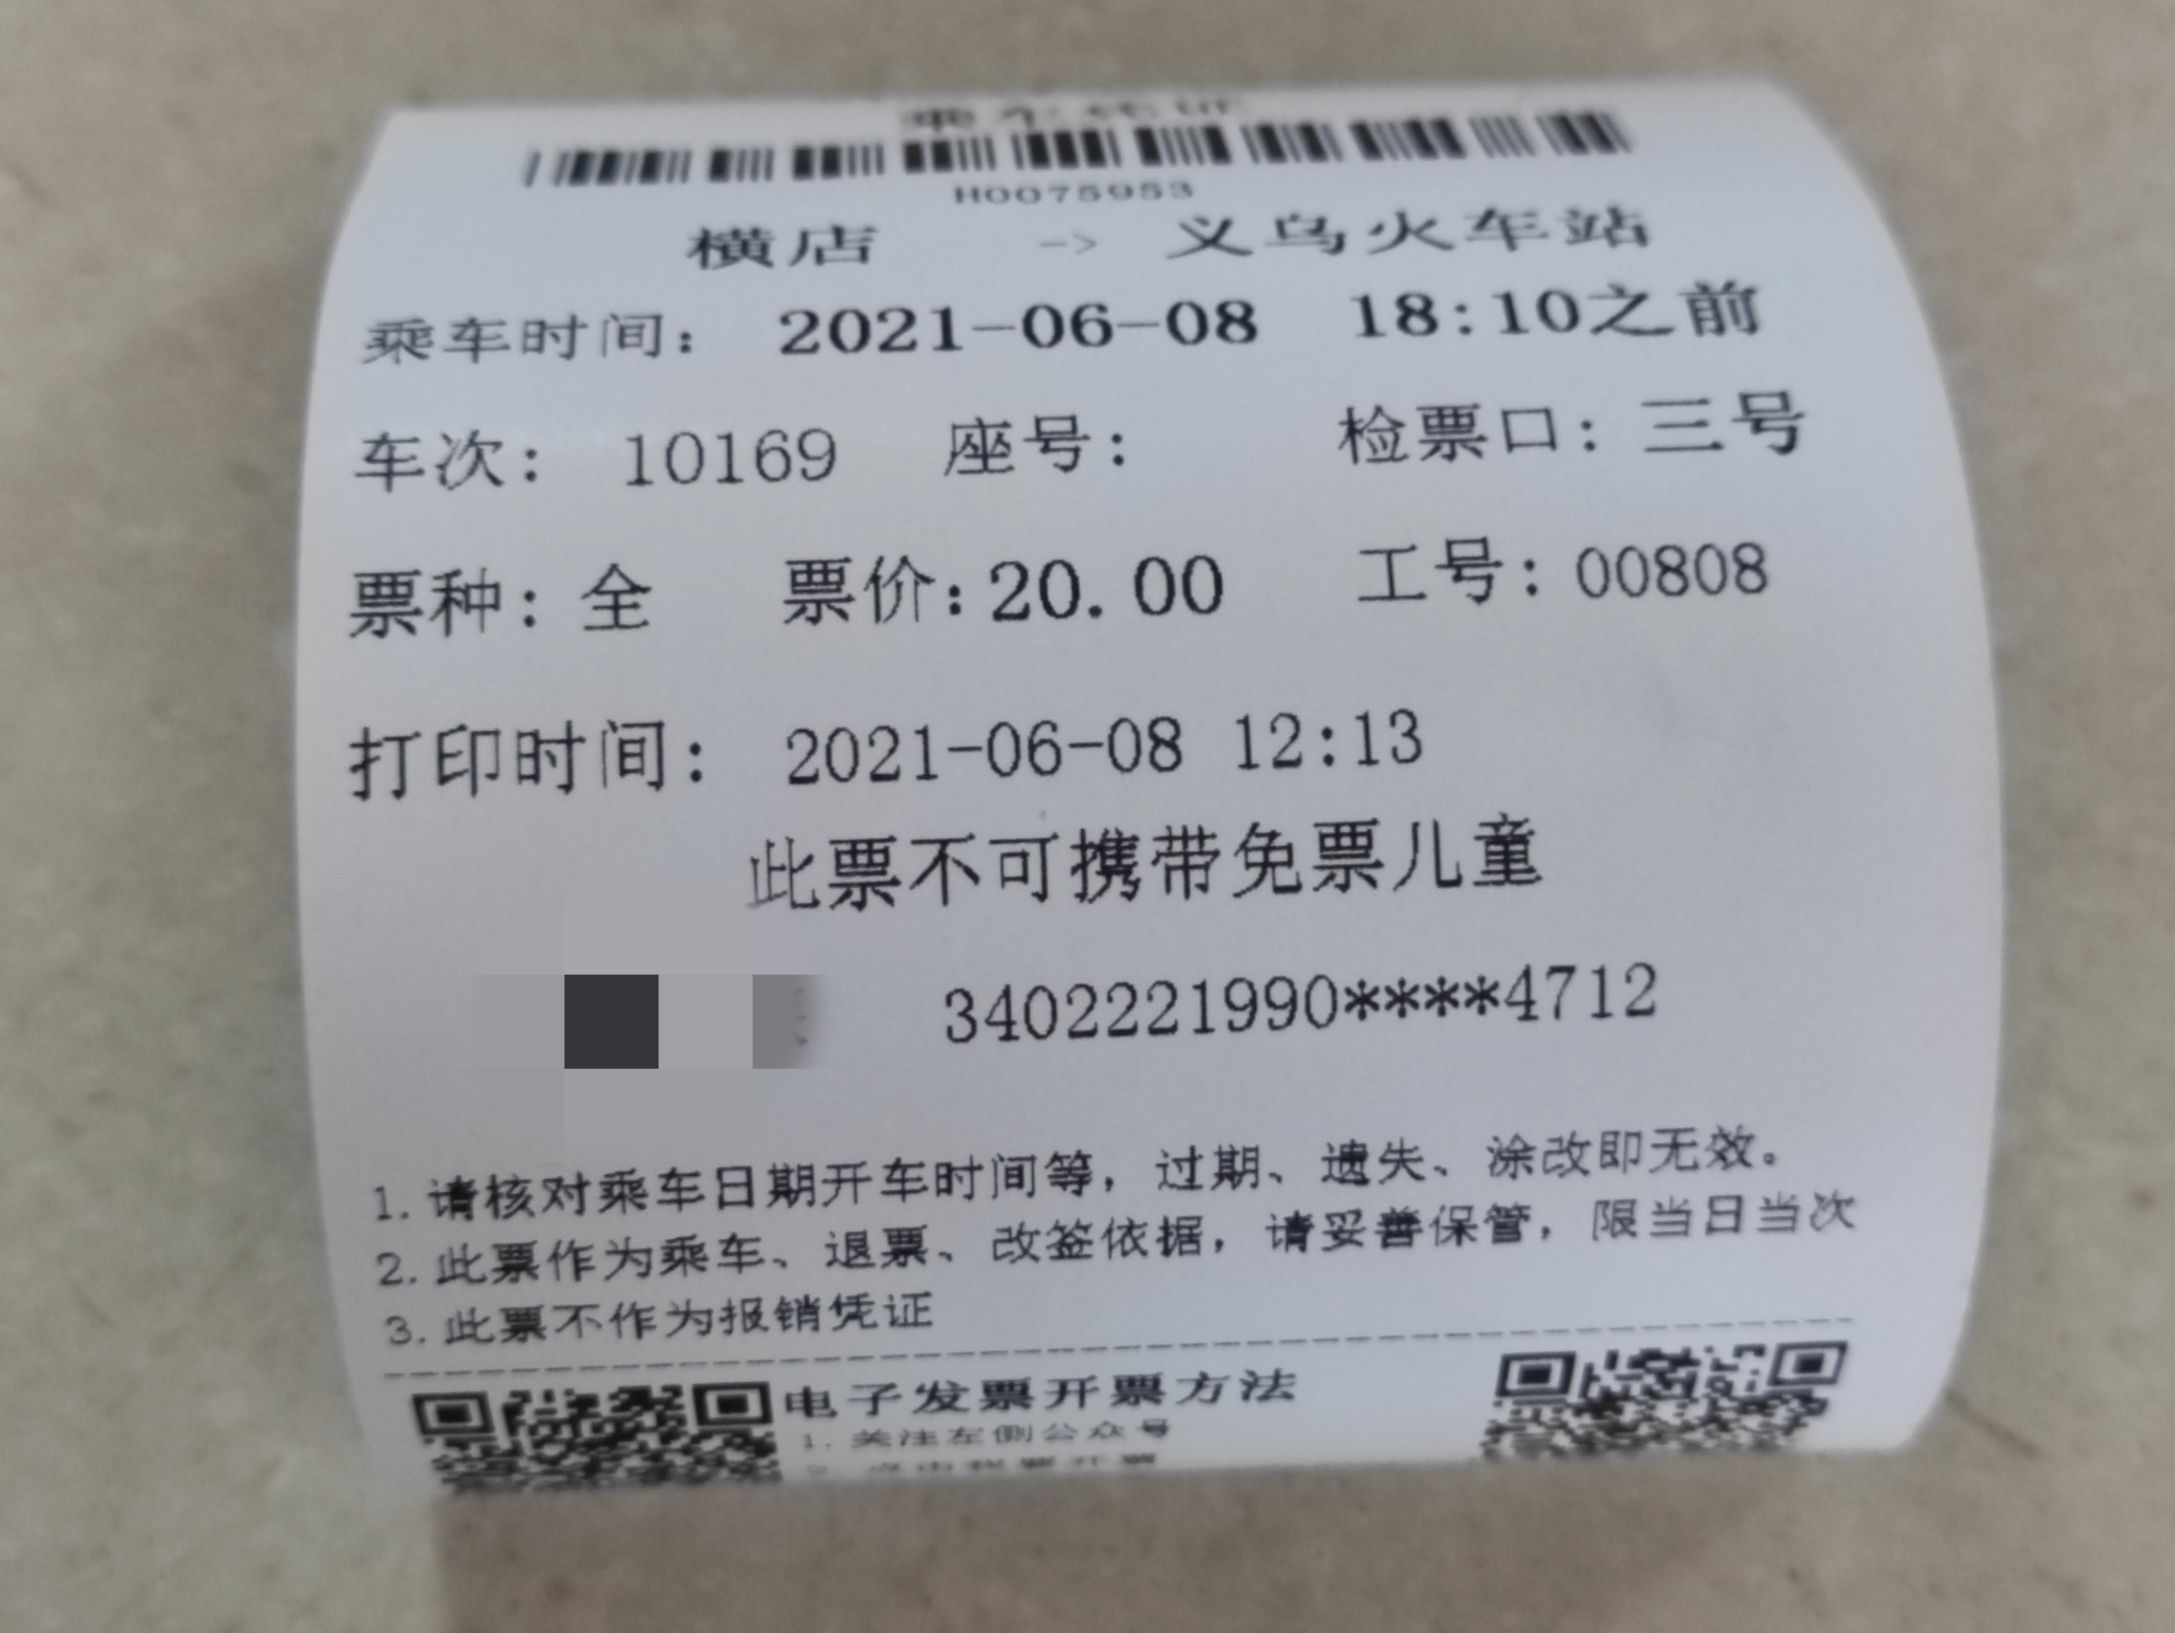 乘车凭证
H0075953
横店 -> 义乌火车站
乘车时间： 2021-06-08 18:10之前
车次： 10169 座号： 检票口：三号
票种：全 票价：20.00 工号：00808
打印时间： 2021-06-08 12:13
此票不可携带免票儿童
3402221990****4712
1. 请核对乘车日期开车时间等，过期、遗失、涂改即无效。
2. 此票作为乘车、退票、改签依据，请妥善保管，限当日当次
3. 此票不作为报销凭证
电子发票开票方法
1. 关注左侧公众号